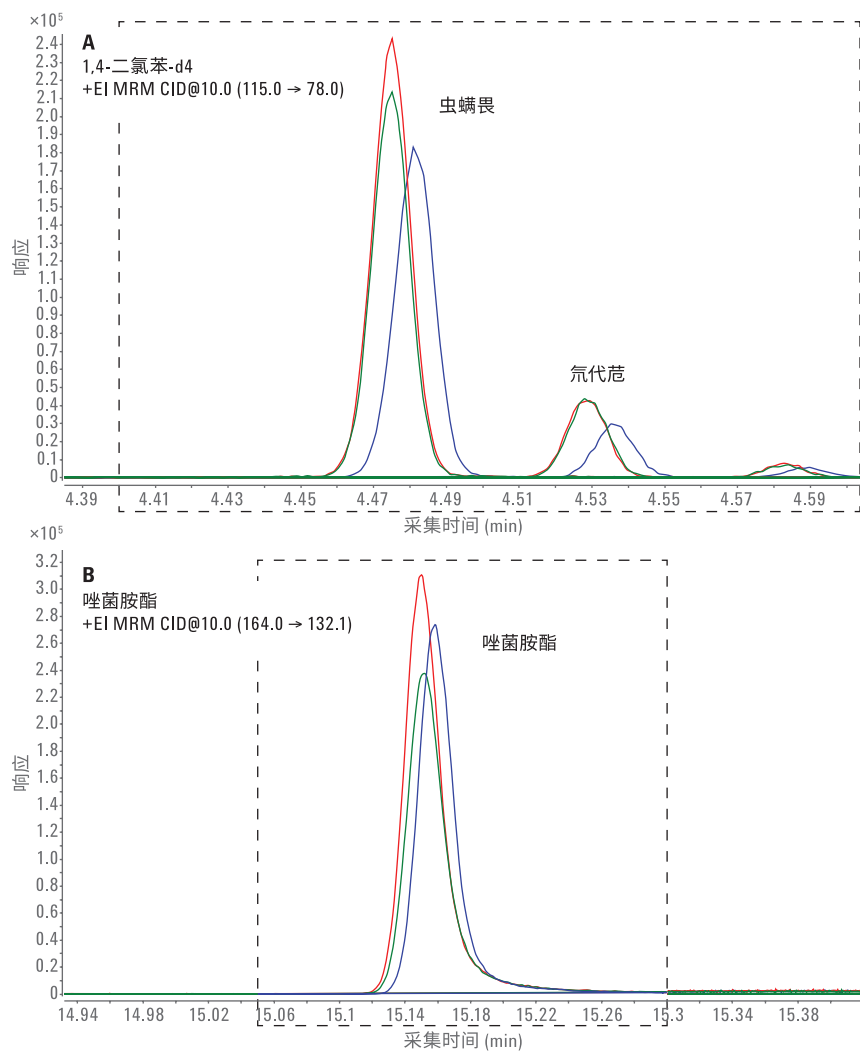 ×10⁵
A
1,4-二氯苯-d4
+EI MRM CID@10.0 (115.0 → 78.0)
虫螨畏
氘代苊
2.4
2.3
2.2
2.1
2.0
1.9
1.8
1.7
1.6
1.5
1.4
1.3
1.2
1.1
1.0
0.9
0.8
0.7
0.6
0.5
0.4
0.3
0.2
0.1
0
响应
4.39 4.41 4.43 4.45 4.47 4.49 4.51 4.53 4.55 4.57 4.59
采集时间 (min)
×10⁵
B
唑菌胺酯
+EI MRM CID@10.0 (164.0 → 132.1)
唑菌胺酯
3.2
3.0
2.8
2.6
2.4
2.2
2.0
1.8
1.6
1.4
1.2
1.0
0.8
0.6
0.4
0.2
0
响应
14.94 14.98 15.02 15.06 15.1 15.14 15.18 15.22 15.26 15.3 15.34 15.38
采集时间 (min)